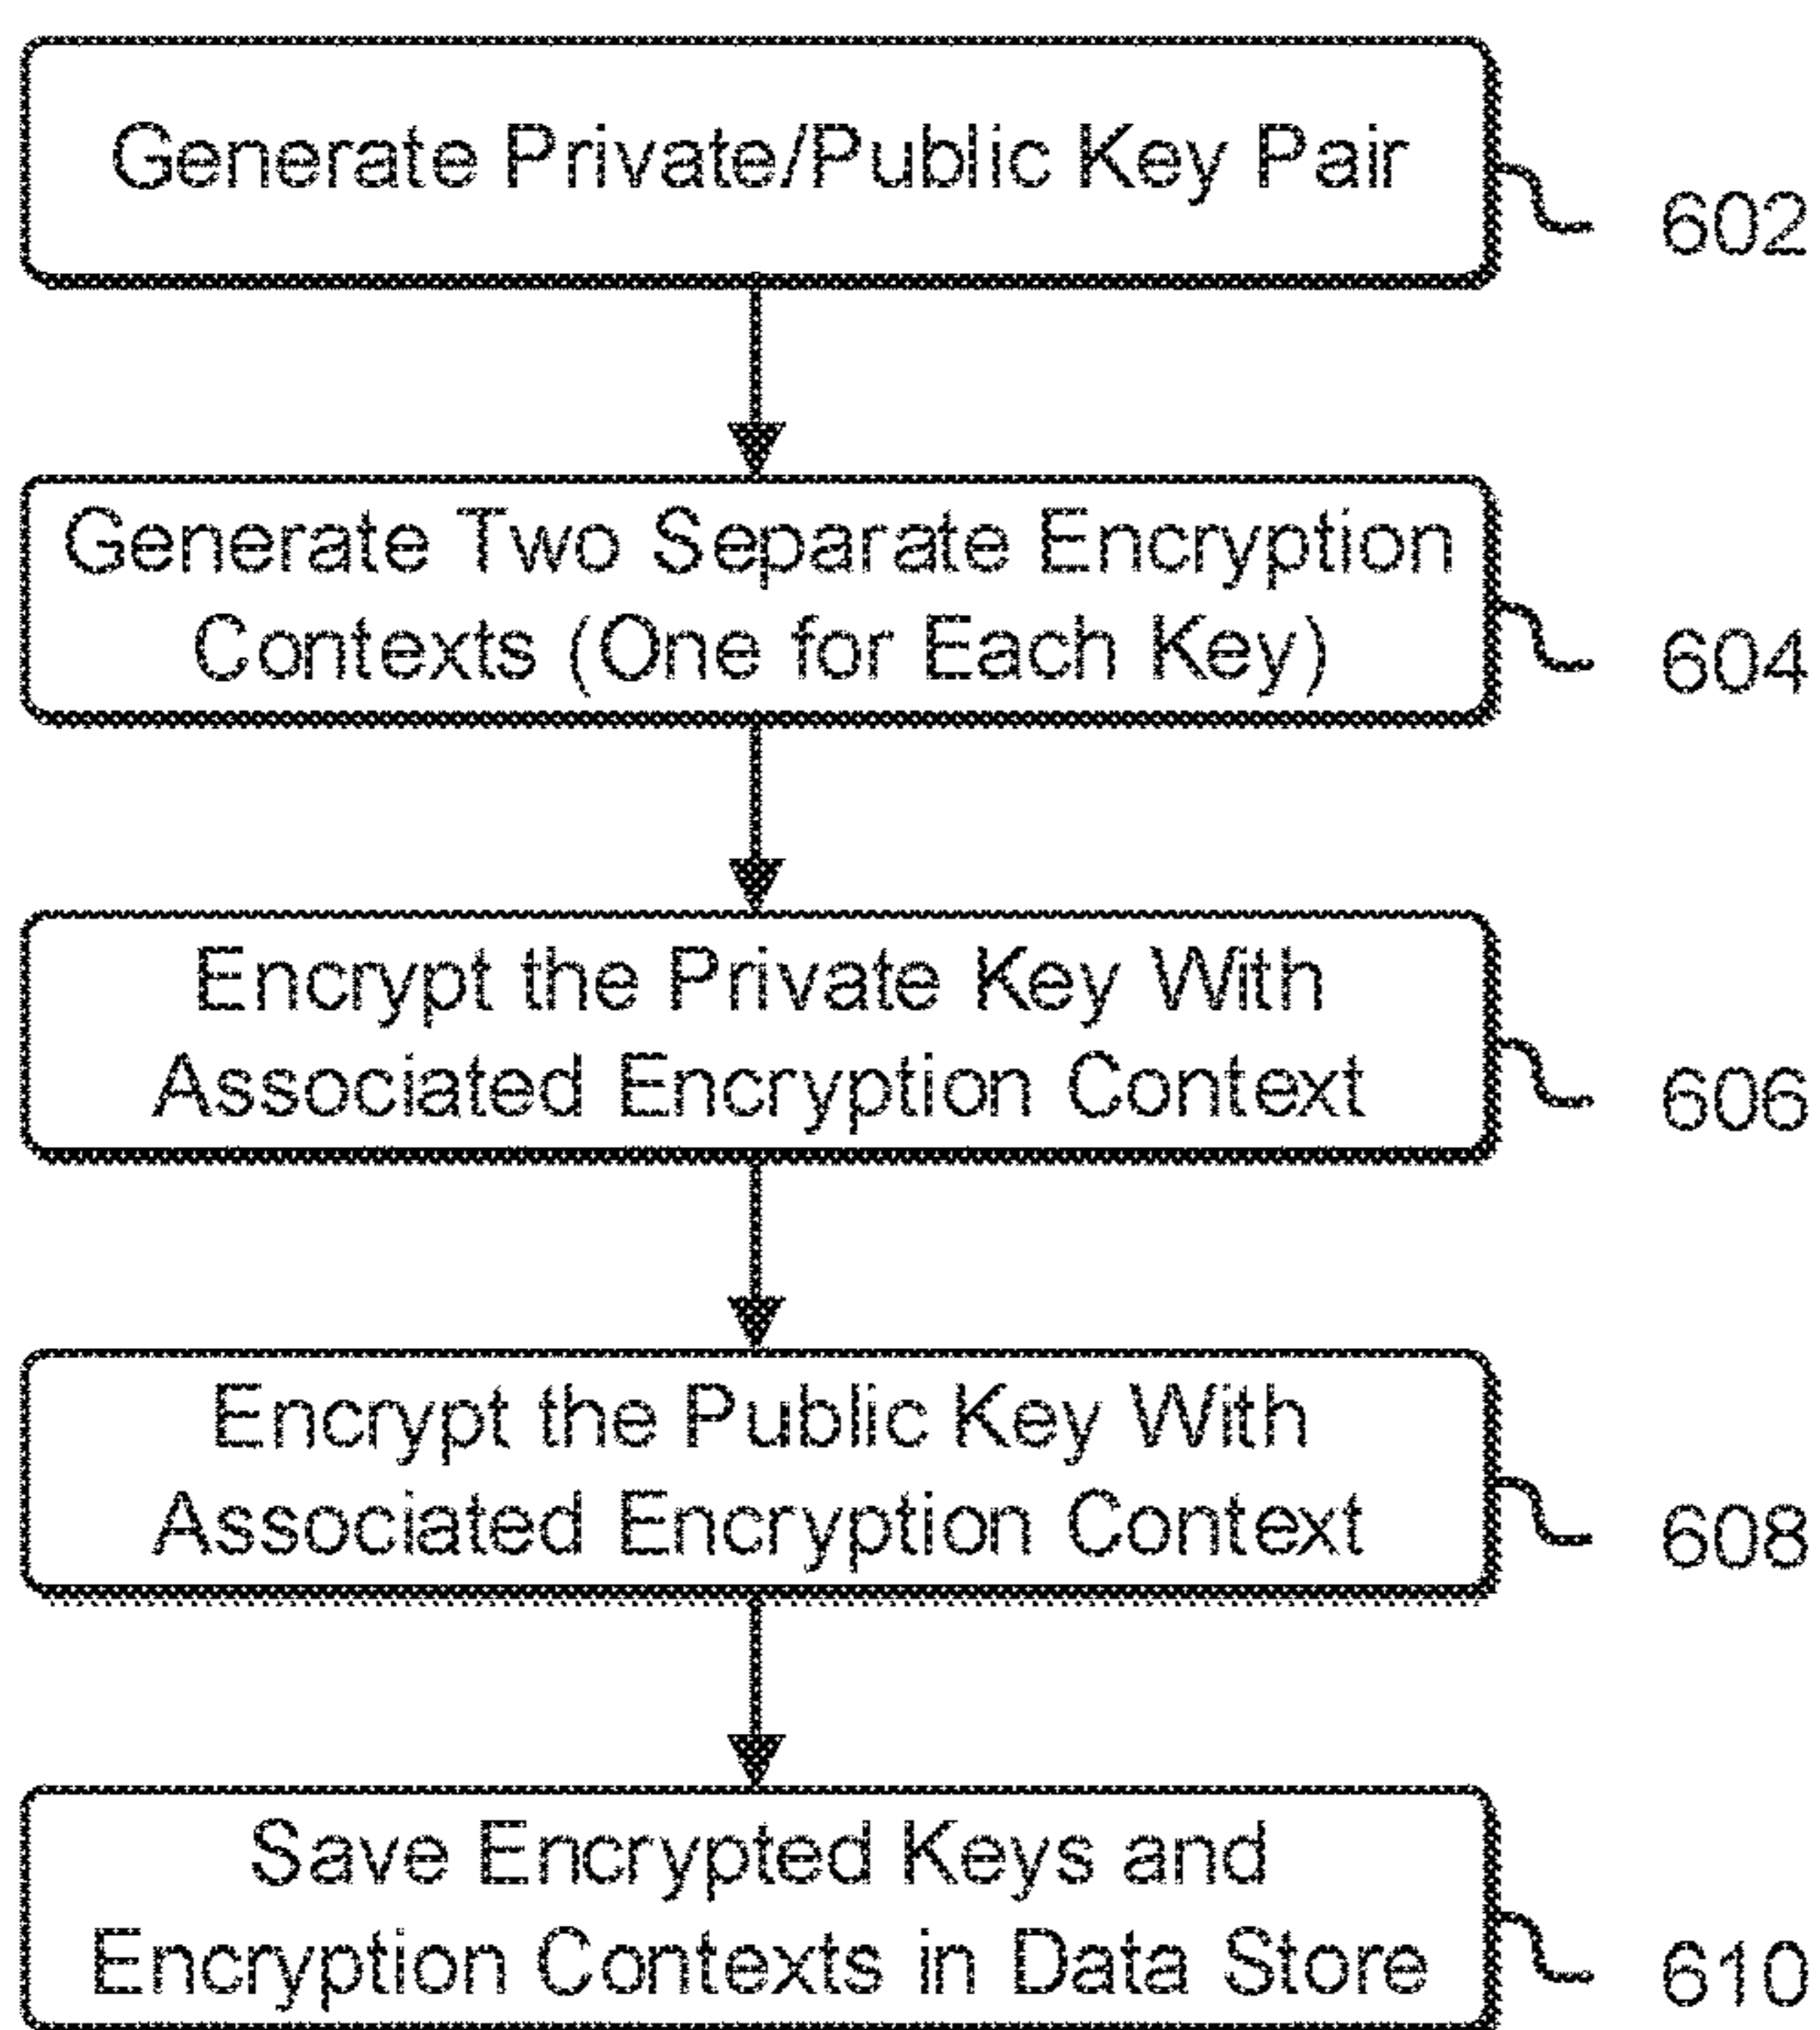 Generate Private/Public Key Pair
602
Generate Two Separate Encryption
Contexts (One for Each Key)
604
Encrypt the Private Key With
Associated Encryption Context
606
Encrypt the Public Key With
Associated Encryption Context
608
Save Encrypted Keys and
Encryption Contexts in Data Store
610